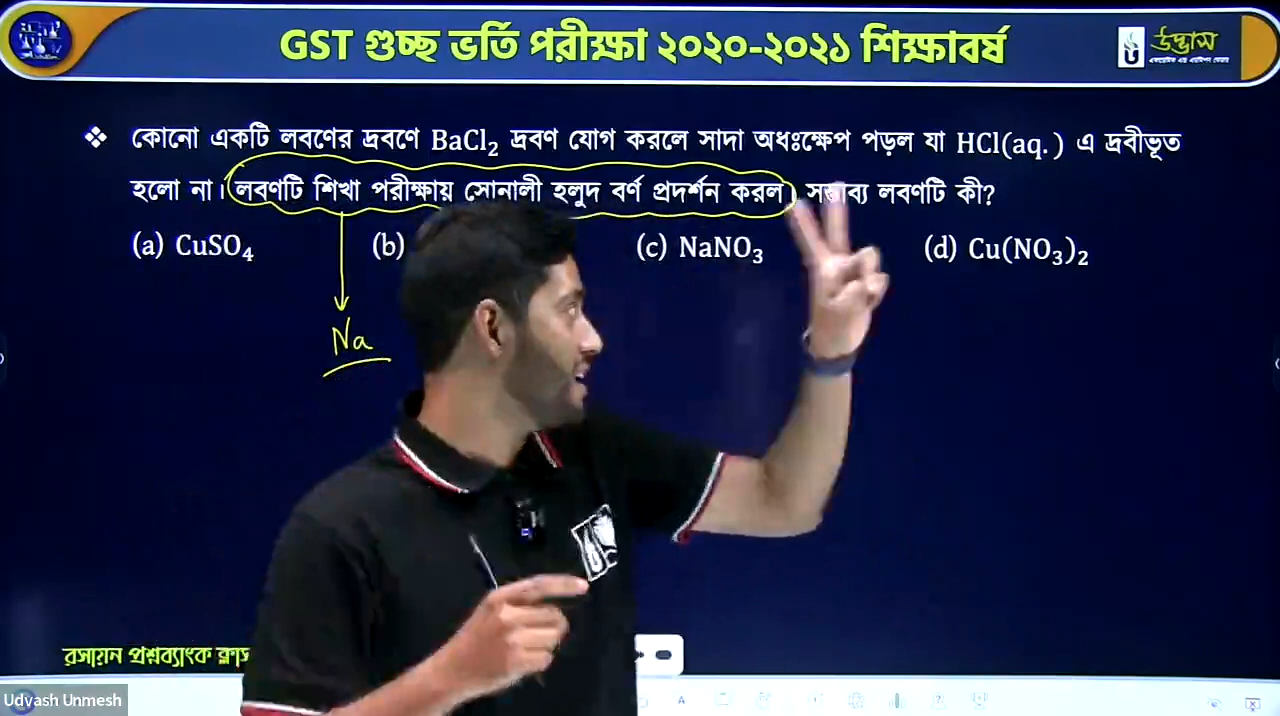 GST গুচ্ছ ভর্তি পরীক্ষা ২০২০-২০২১ শিক্ষাবর্ষ
উদ্ভাস
❖ কোনো একটি লবণের দ্রবণে BaCl₂ দ্রবণ যোগ করলে সাদা অধঃক্ষেপ পড়ল যা HCl(aq.) এ দ্রবীভূত
হলো না। লবণটি শিখা পরীক্ষায় সোনালী হলুদ বর্ণ প্রদর্শন করল। সম্ভাব্য লবণটি কী?
(a) CuSO₄ (b) (c) NaNO₃ (d) Cu(NO₃)₂
Na
রসায়ন প্রশ্নব্যাংক ক্লাস
Udvash Unmesh